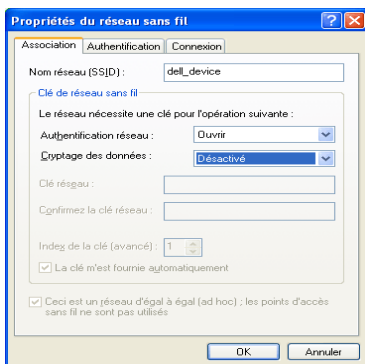 Propriétés du réseau sans fil
Association Authentification Connexion
Nom réseau (SSID) : dell_device
Clé de réseau sans fil
Le réseau nécessite une clé pour l'opération suivante :
Authentification réseau : Ouvrir
Cryptage des données : Désactivé
Clé réseau :
Confirmez la clé réseau :
Index de la clé (avancé) : 1
La clé m'est fournie automatiquement
Ceci est un réseau d'égal à égal (ad hoc) ; les points d'accès
sans fil ne sont pas utilisés
OK Annuler